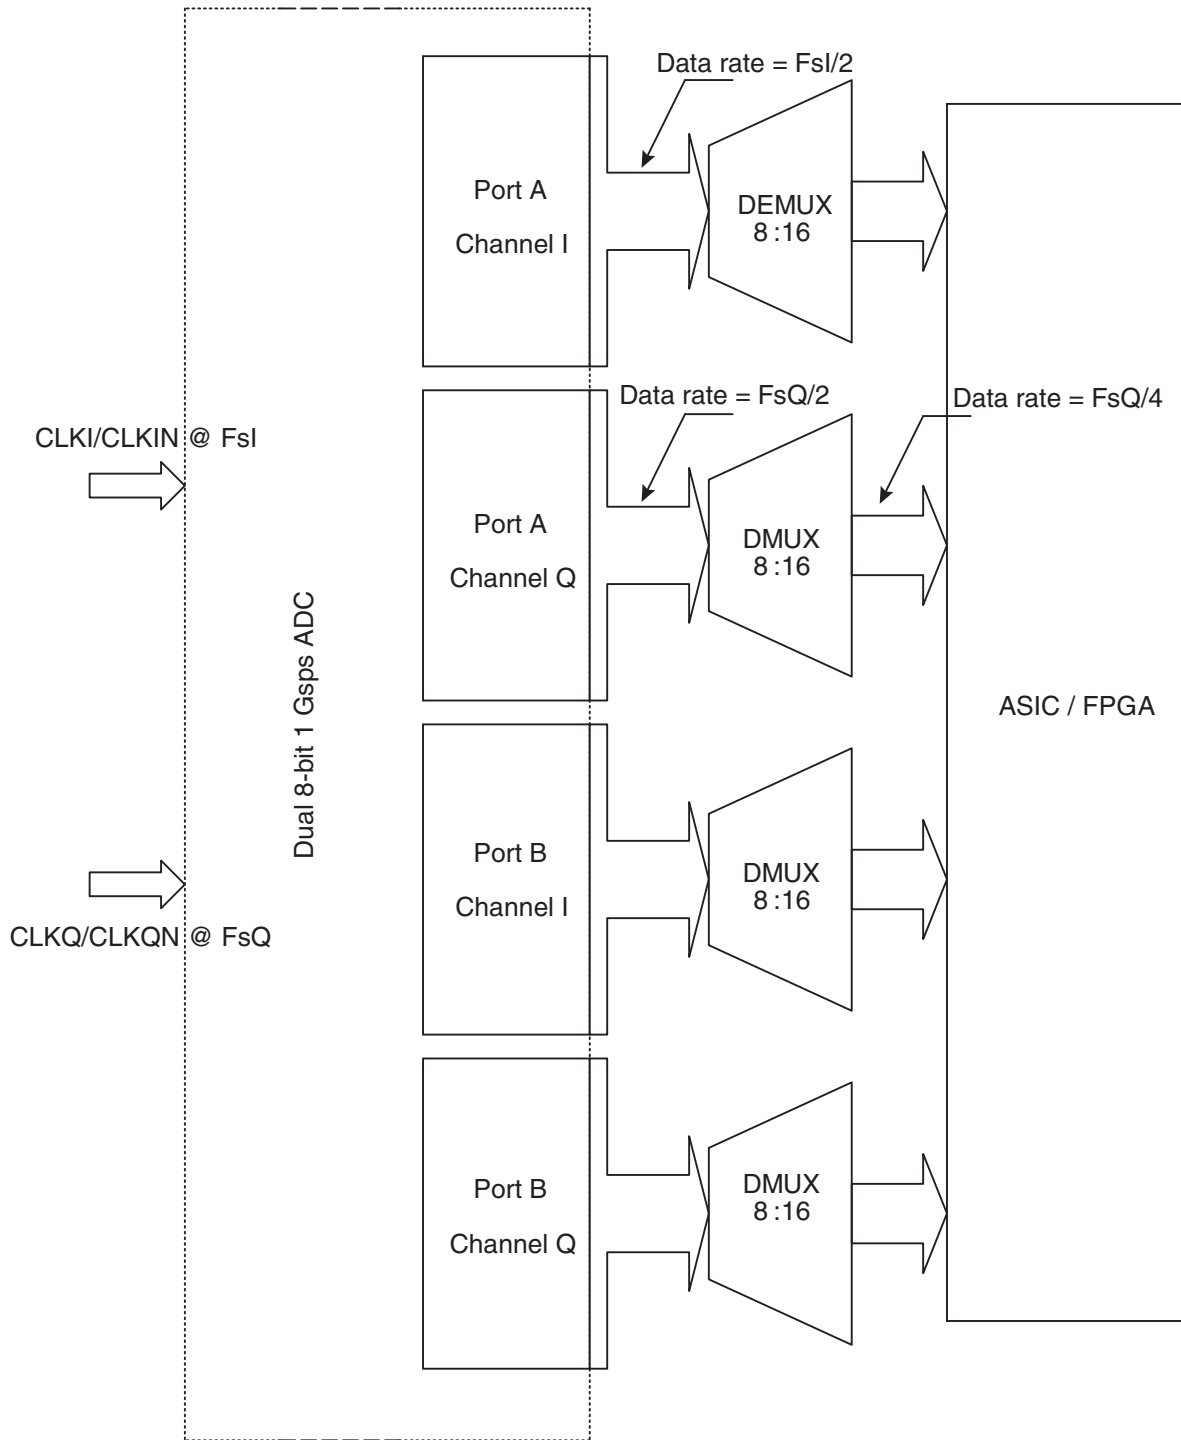 Data rate = FsI/2
Port A
Channel I
DEMUX
8 :16
Data rate = FsQ/2
Data rate = FsQ/4
CLKI/CLKIN @ FsI
Port A
Channel Q
DMUX
8 :16
Dual 8-bit 1 Gsps ADC
ASIC / FPGA
Port B
Channel I
DMUX
8 :16
CLKQ/CLKQN @ FsQ
Port B
Channel Q
DMUX
8 :16